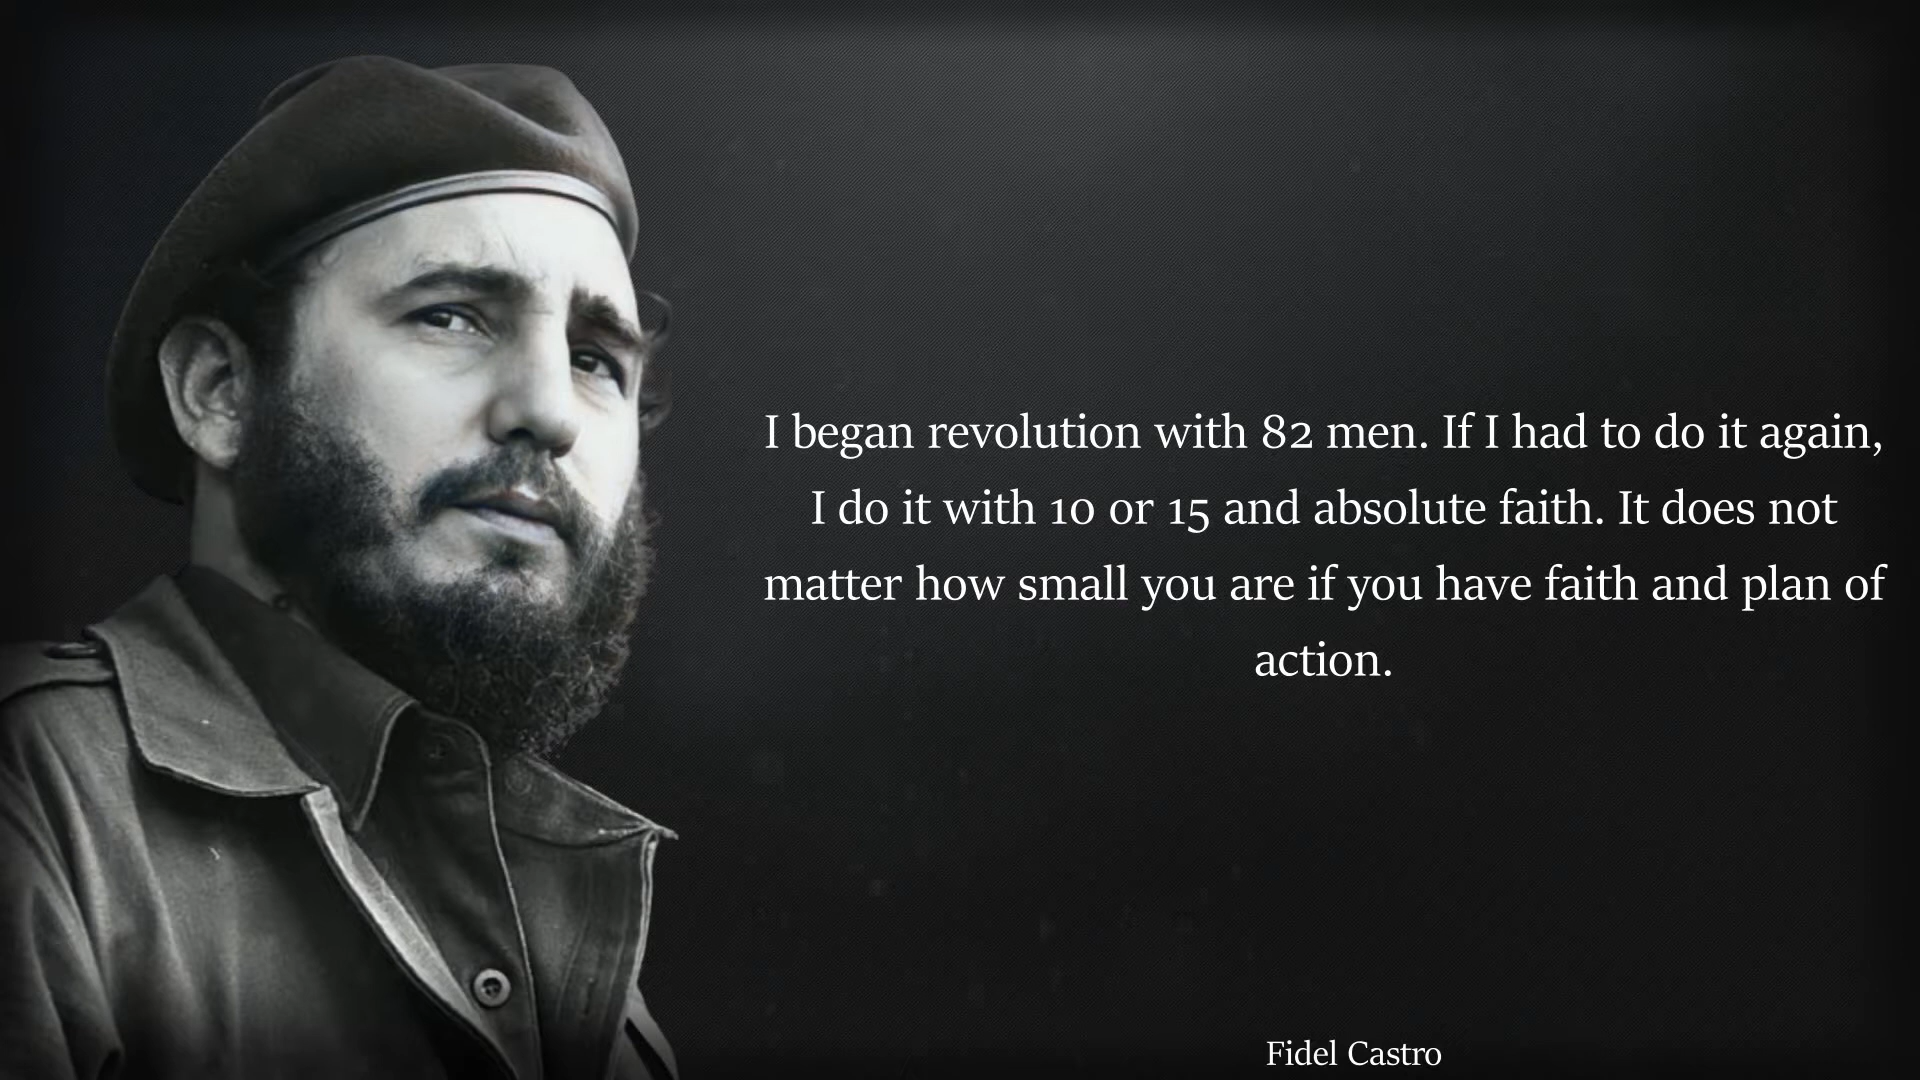 I began revolution with 82 men. If I had to do it again,
I do it with 10 or 15 and absolute faith. It does not
matter how small you are if you have faith and plan of
action.
Fidel Castro